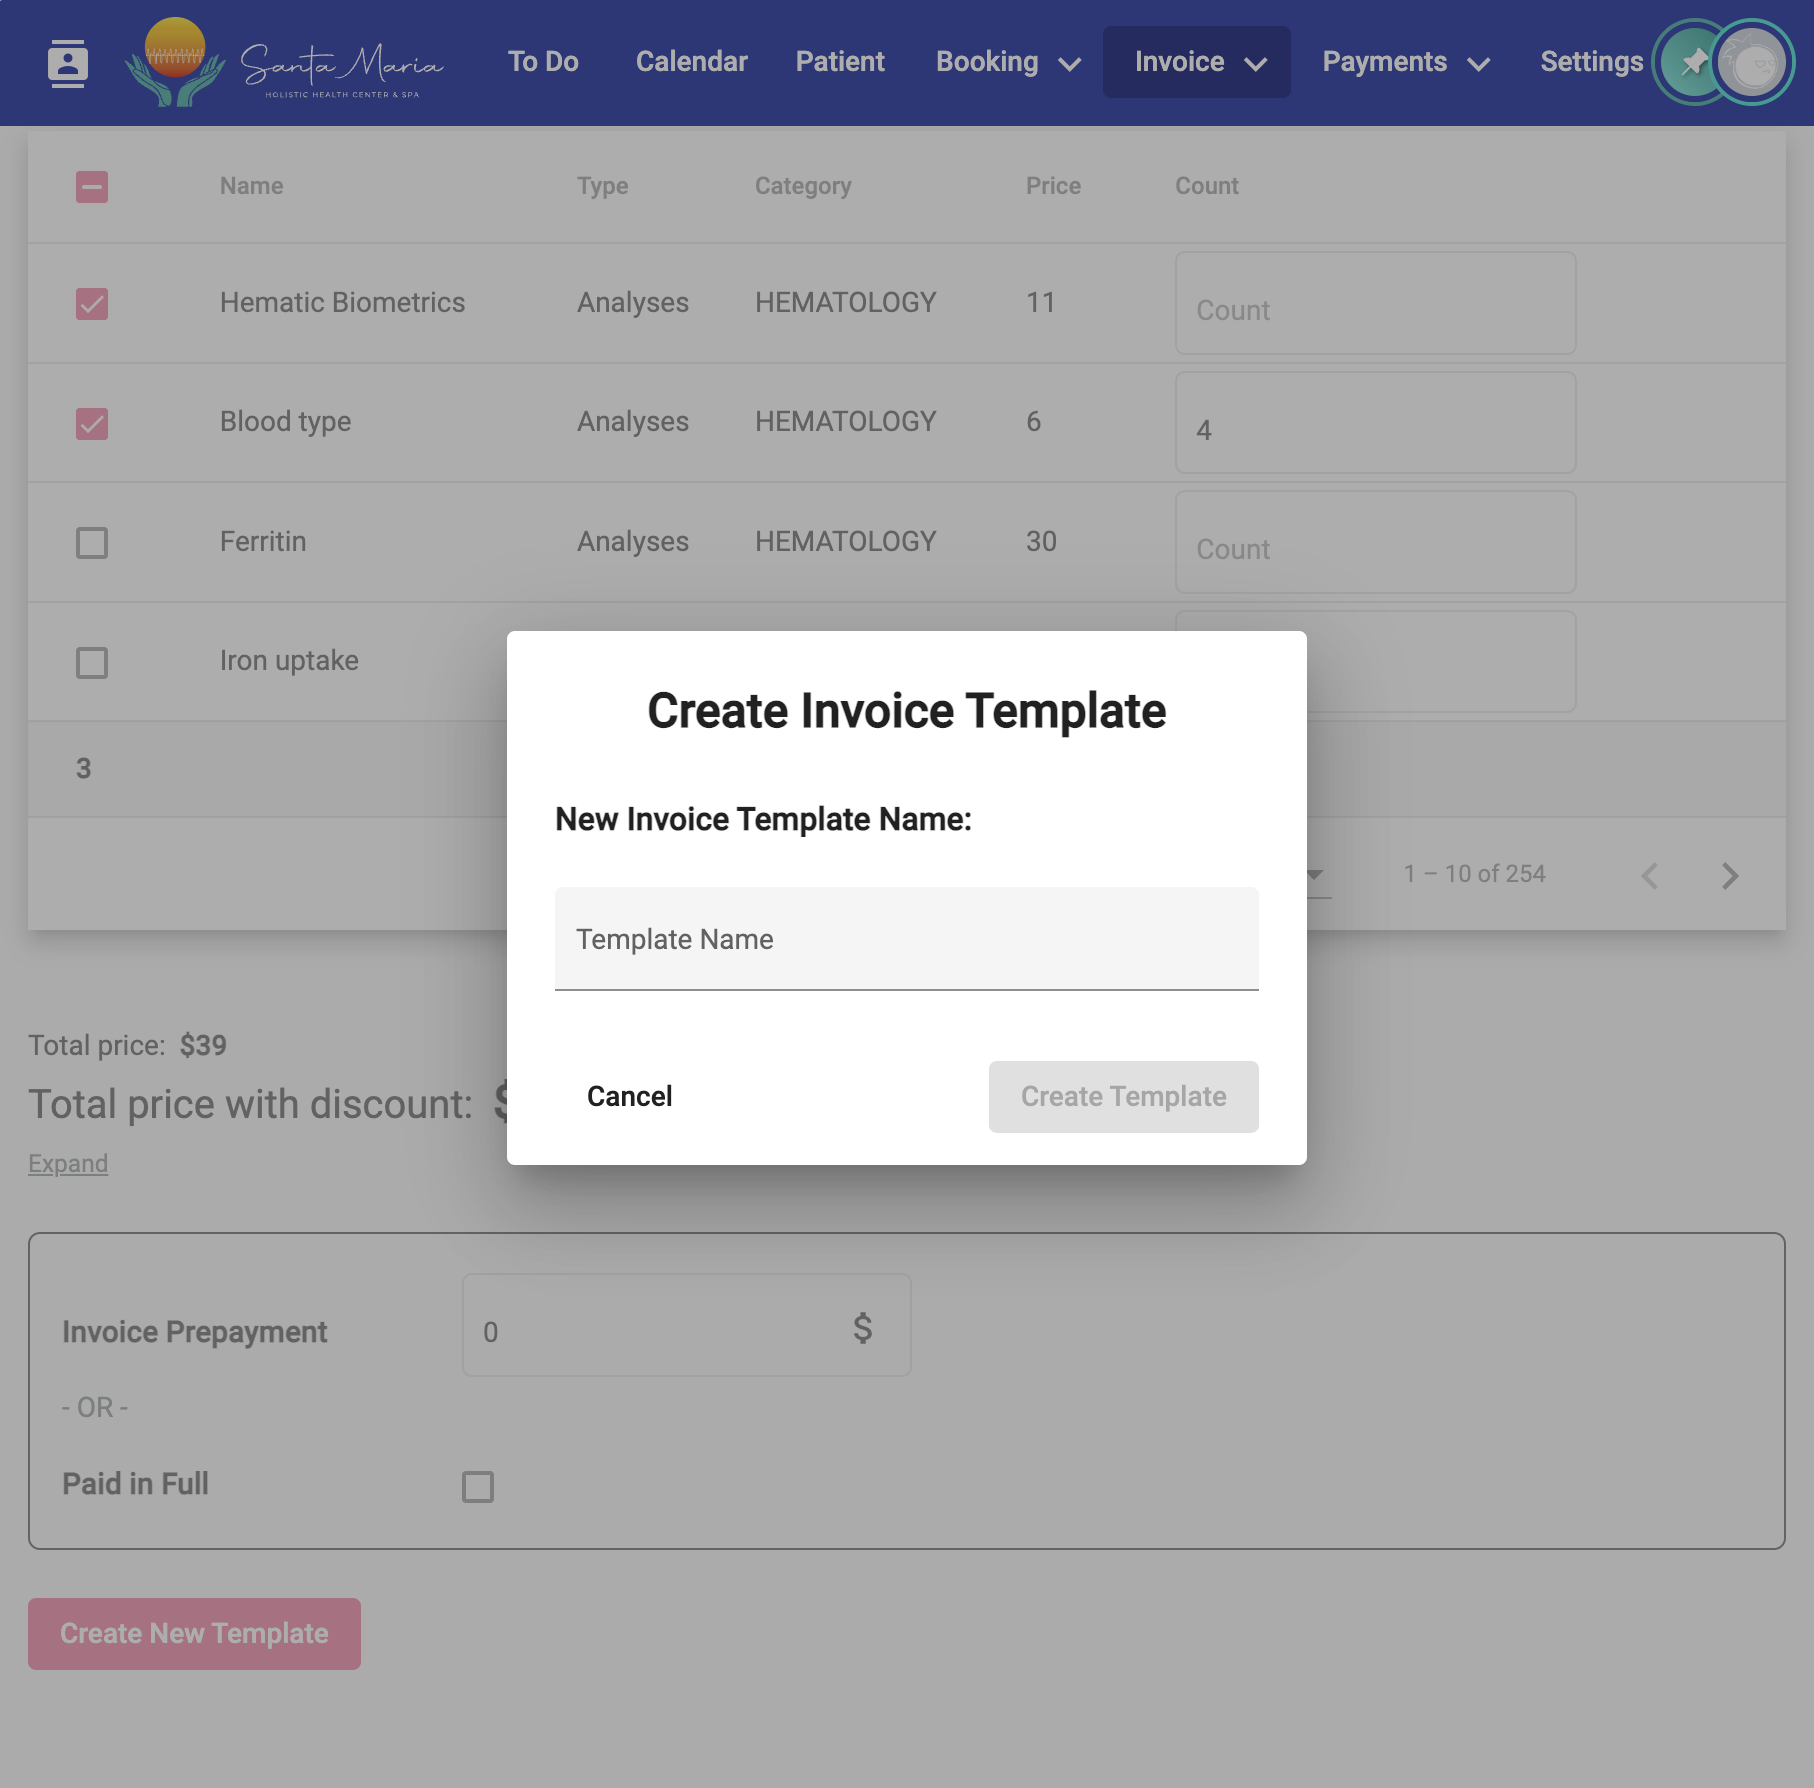 Santa Maria
HOLISTIC HEALTH CENTER & SPA
To Do Calendar Patient Booking Invoice Payments Settings
Name Type Category Price Count
Hematic Biometrics Analyses HEMATOLOGY 11 Count
Blood type Analyses HEMATOLOGY 6 4
Ferritin Analyses HEMATOLOGY 30 Count
Iron uptake
3
1 – 10 of 254
Create Invoice Template
New Invoice Template Name:
Template Name
Cancel Create Template
Total price: $39
Total price with discount: $
Expand
Invoice Prepayment 0 $
- OR -
Paid in Full
Create New Template